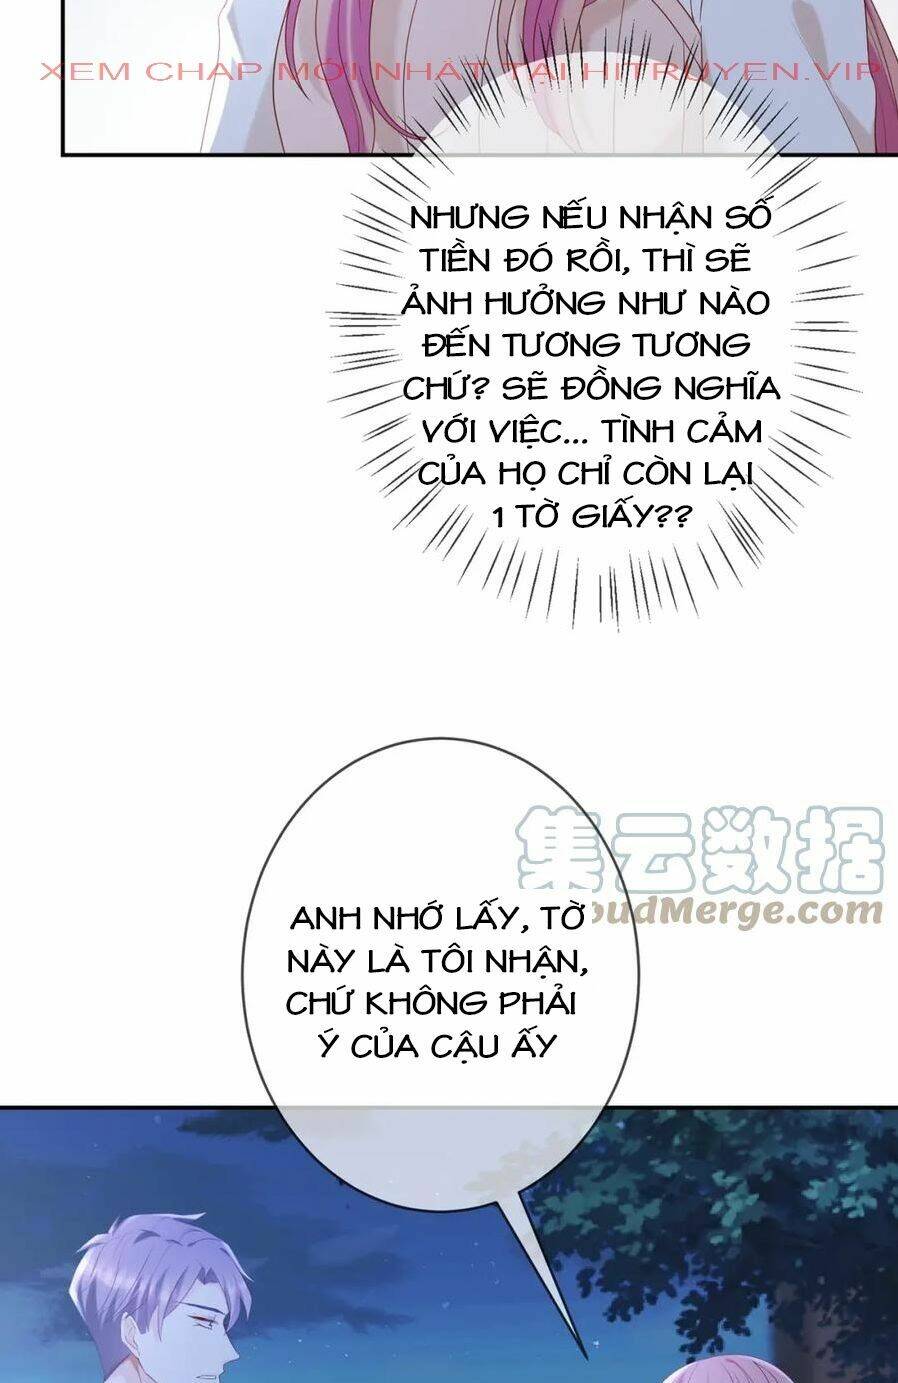 XEM CHAP MỚI NHẤT TẠI HITRUYEN.VIP
NHƯNG NẾU NHẬN SỐ
TIỀN ĐÓ RỒI, THÌ SẼ
ẢNH HƯỞNG NHƯ NÀO
ĐẾN TƯƠNG TƯƠNG
CHỨ? SẼ ĐỒNG NGHĨA
VỚI VIỆC... TÌNH CẢM
CỦA HỌ CHỈ CÒN LẠI
1 TỜ GIẤY??
集云数据
oudMerge.com
ANH NHỚ LẤY, TỜ
NÀY LÀ TÔI NHẬN,
CHỨ KHÔNG PHẢI
Ý CỦA CẬU ẤY